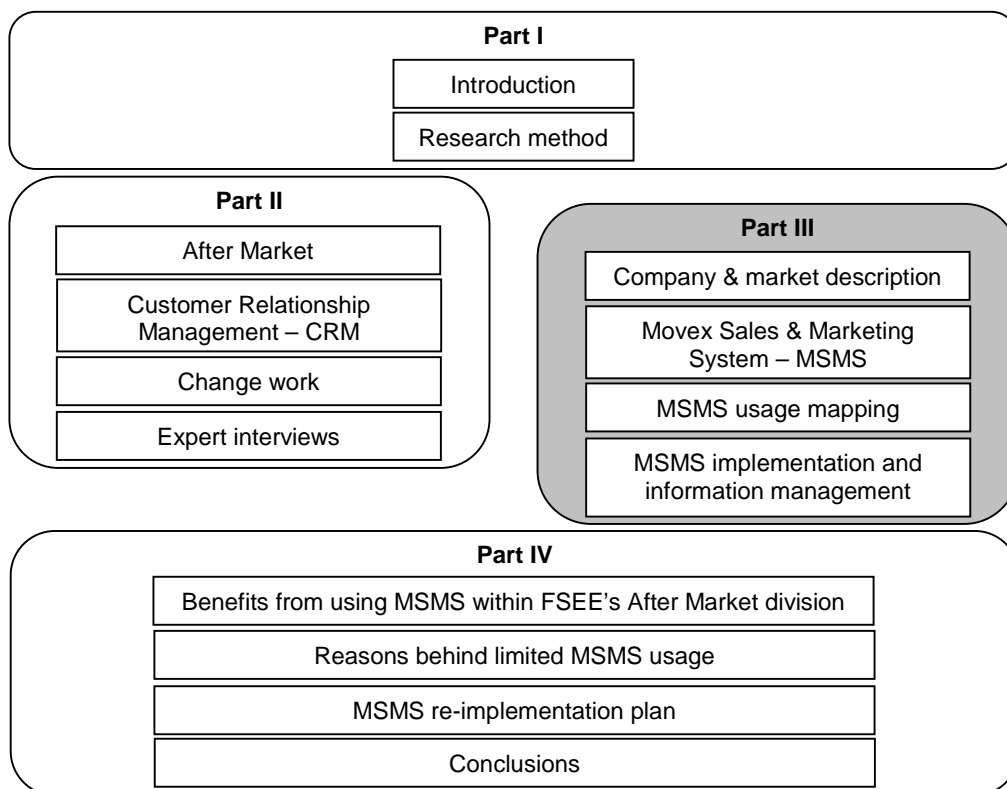 Part I
Introduction
Research method
Part II
After Market
Customer Relationship
Management – CRM
Change work
Expert interviews
Part III
Company & market description
Movex Sales & Marketing
System – MSMS
MSMS usage mapping
MSMS implementation and
information management
Part IV
Benefits from using MSMS within FSEE's After Market division
Reasons behind limited MSMS usage
MSMS re-implementation plan
Conclusions